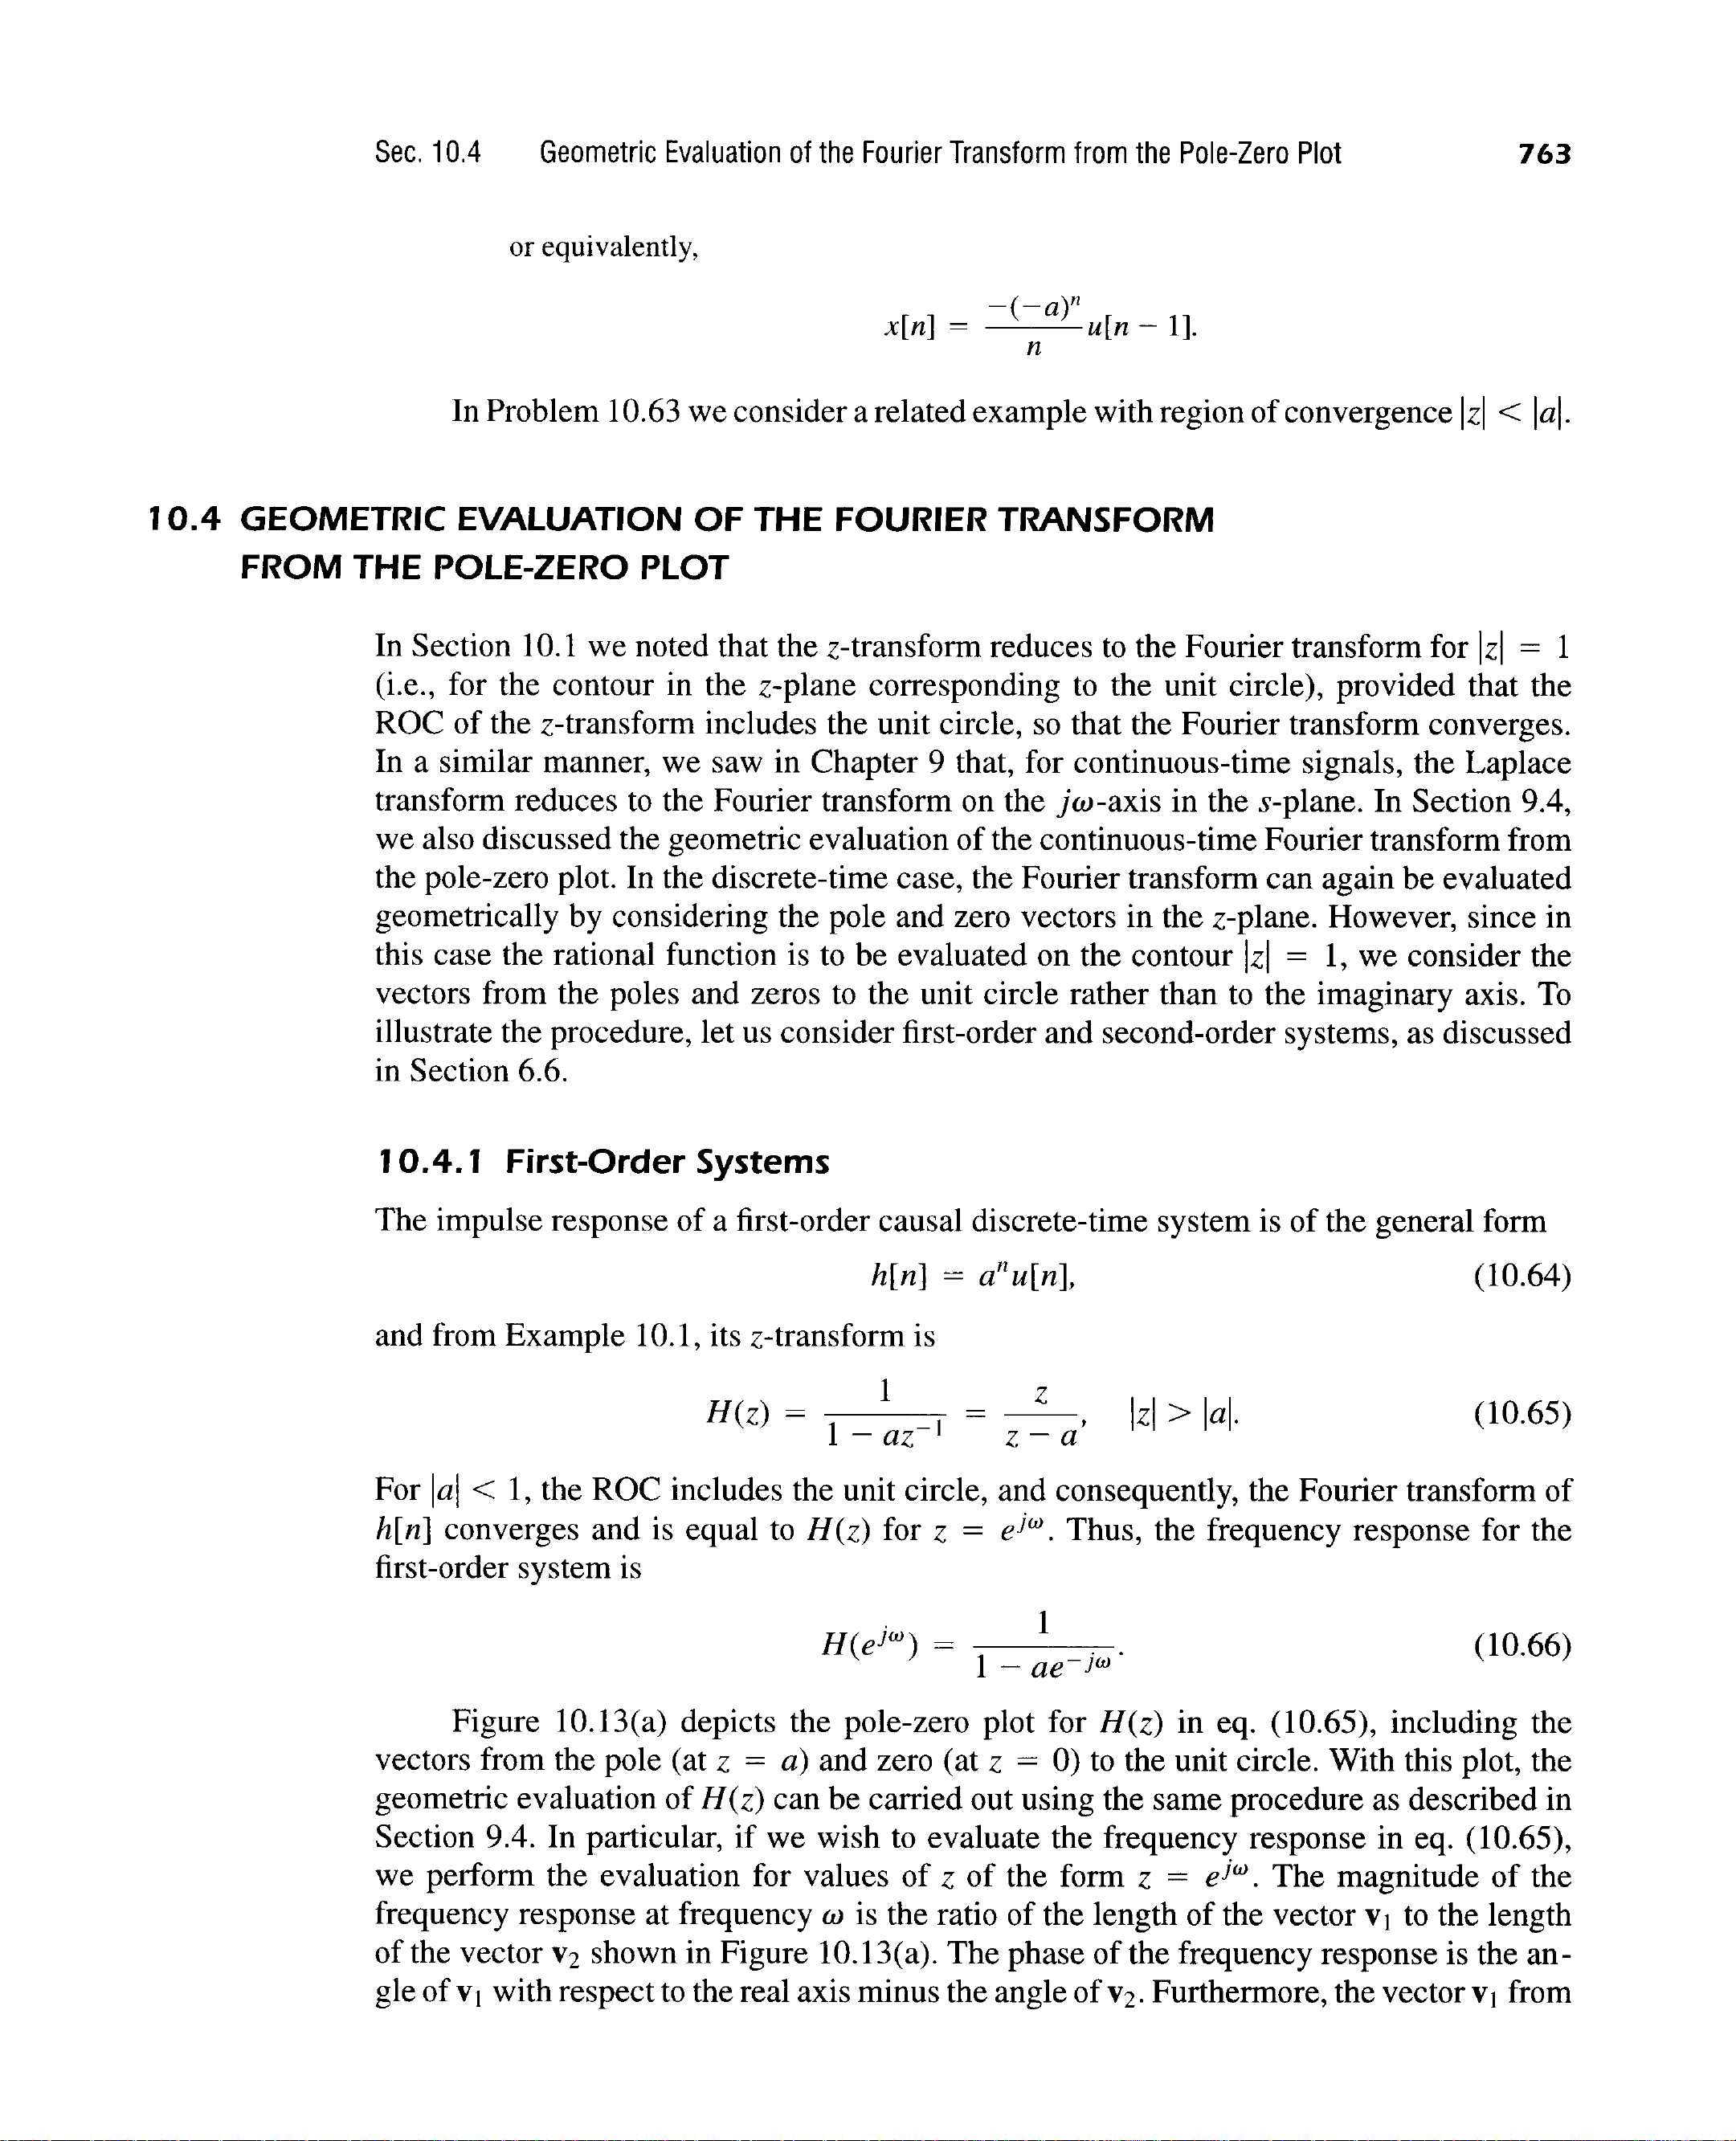 Sec. 10.4 Geometric Evaluation of the Fourier Transform from the Pole-Zero Plot 763
or equivalently,
x[n] = \frac{-(-a)^n}{n} u[n − 1].
In Problem 10.63 we consider a related example with region of convergence |z| < |a|.
10.4 GEOMETRIC EVALUATION OF THE FOURIER TRANSFORM
FROM THE POLE-ZERO PLOT
In Section 10.1 we noted that the z-transform reduces to the Fourier transform for |z| = 1
(i.e., for the contour in the z-plane corresponding to the unit circle), provided that the
ROC of the z-transform includes the unit circle, so that the Fourier transform converges.
In a similar manner, we saw in Chapter 9 that, for continuous-time signals, the Laplace
transform reduces to the Fourier transform on the jω-axis in the s-plane. In Section 9.4,
we also discussed the geometric evaluation of the continuous-time Fourier transform from
the pole-zero plot. In the discrete-time case, the Fourier transform can again be evaluated
geometrically by considering the pole and zero vectors in the z-plane. However, since in
this case the rational function is to be evaluated on the contour |z| = 1, we consider the
vectors from the poles and zeros to the unit circle rather than to the imaginary axis. To
illustrate the procedure, let us consider first-order and second-order systems, as discussed
in Section 6.6.
10.4.1 First-Order Systems
The impulse response of a first-order causal discrete-time system is of the general form
h[n] = a^n u[n], (10.64)
and from Example 10.1, its z-transform is
H(z) = \frac{1}{1 − az^{−1}} = \frac{z}{z − a}, |z| > |a|. (10.65)
For |a| < 1, the ROC includes the unit circle, and consequently, the Fourier transform of
h[n] converges and is equal to H(z) for z = e^{jω}. Thus, the frequency response for the
first-order system is
H(e^{jω}) = \frac{1}{1 − ae^{−jω}}. (10.66)
Figure 10.13(a) depicts the pole-zero plot for H(z) in eq. (10.65), including the
vectors from the pole (at z = a) and zero (at z = 0) to the unit circle. With this plot, the
geometric evaluation of H(z) can be carried out using the same procedure as described in
Section 9.4. In particular, if we wish to evaluate the frequency response in eq. (10.65),
we perform the evaluation for values of z of the form z = e^{jω}. The magnitude of the
frequency response at frequency ω is the ratio of the length of the vector v₁ to the length
of the vector v₂ shown in Figure 10.13(a). The phase of the frequency response is the an-
gle of v₁ with respect to the real axis minus the angle of v₂. Furthermore, the vector v₁ from